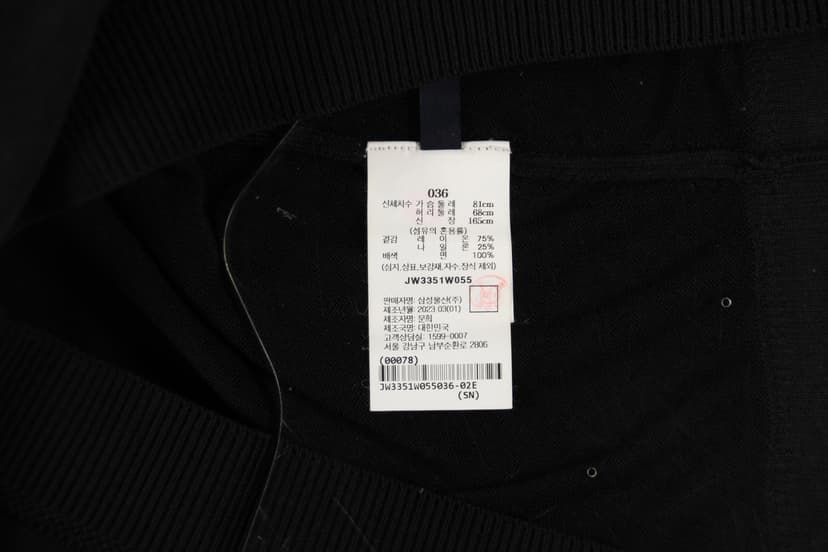 036
신체치수 가슴둘레 81cm
허리둘레 68cm
신장 165cm
(섬유의 혼용률)
겉감 레이온 75%
나일론 25%
배색 면 100%
(심지,상표,보강재,자수,장식 제외)
JW3351W055
판매자명: 삼성물산(주)
제조년월: 2023.03(01)
제조자명: 문희
제조국명: 대한민국
고객상담실: 1599-0007
서울 강남구 남부순환로 2806
(00078)
JW3351W055036-02E
(SN)